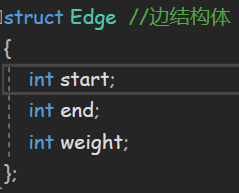 struct Edge //边结构体
{
int start;
int end;
int weight;
};